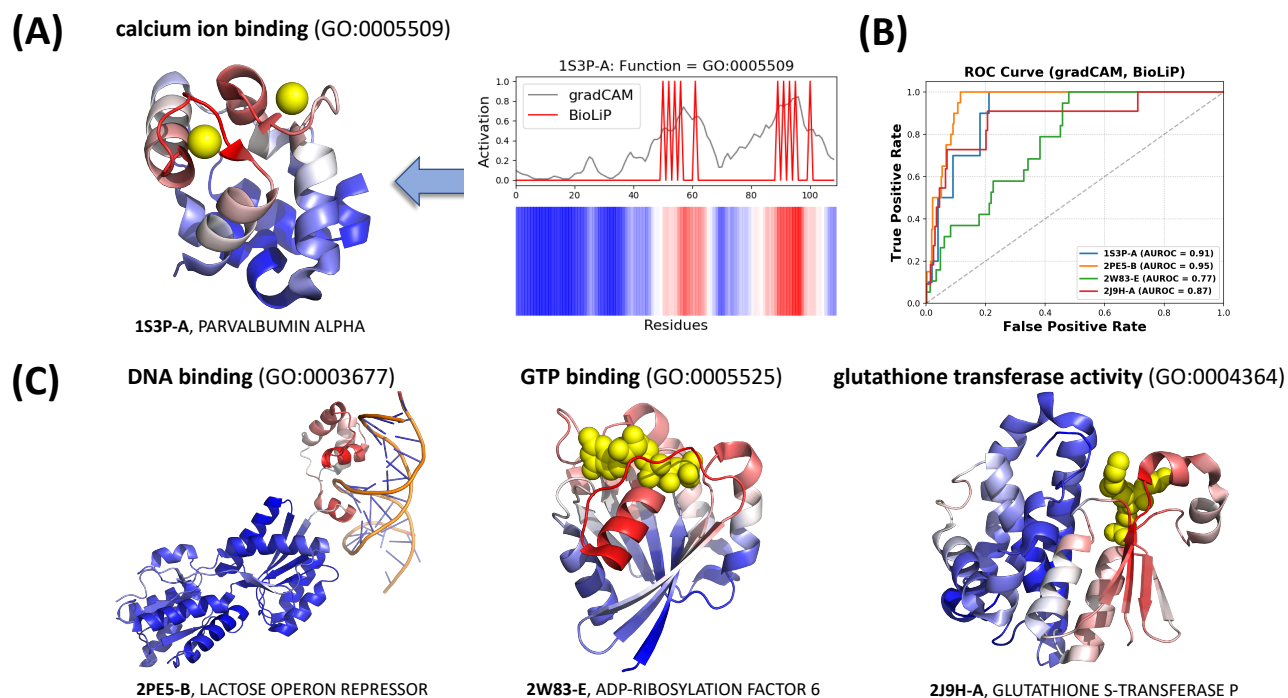 (A)
calcium ion binding (GO:0005509)
1S3P-A, PARVALBUMIN ALPHA
1S3P-A: Function = GO:0005509
gradCAM
BioLiP
Activation
1.0
0.8
0.6
0.4
0.2
0.0
0 20 40 60 80 100
Residues
(B)
ROC Curve (gradCAM, BioLiP)
True Positive Rate
1.0
0.8
0.6
0.4
0.2
0.0
0.0 0.2 0.4 0.6 0.8 1.0
False Positive Rate
1S3P-A (AUROC = 0.91)
2PE5-B (AUROC = 0.95)
2W83-E (AUROC = 0.77)
2J9H-A (AUROC = 0.87)
(C)
DNA binding (GO:0003677)
2PE5-B, LACTOSE OPERON REPRESSOR
GTP binding (GO:0005525)
2W83-E, ADP-RIBOSYLATION FACTOR 6
glutathione transferase activity (GO:0004364)
2J9H-A, GLUTATHIONE S-TRANSFERASE P